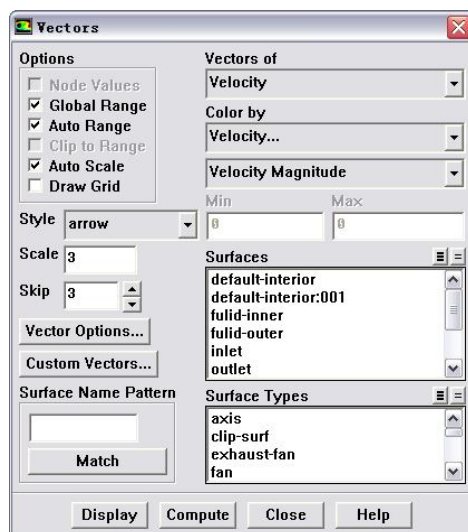 Vectors
Options
Node Values
Global Range
Auto Range
Clip to Range
Auto Scale
Draw Grid
Style arrow
Scale 3
Skip 3
Vector Options...
Custom Vectors...
Surface Name Pattern
Match
Vectors of
Velocity
Color by
Velocity...
Velocity Magnitude
Min Max
0 0
Surfaces
default-interior
default-interior:001
fulid-inner
fulid-outer
inlet
outlet
Surface Types
axis
clip-surf
exhaust-fan
fan
Display Compute Close Help